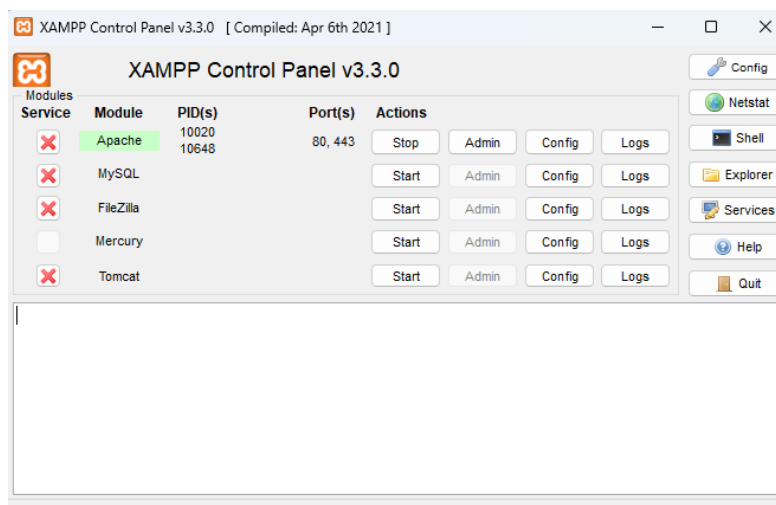 XAMPP Control Panel v3.3.0 [ Compiled: Apr 6th 2021 ]
XAMPP Control Panel v3.3.0
Config
Netstat
Shell
Explorer
Services
Help
Quit
Modules
Service Module PID(s) Port(s) Actions
Apache 10020 10648 80, 443 Stop Admin Config Logs
MySQL Start Admin Config Logs
FileZilla Start Admin Config Logs
Mercury Start Admin Config Logs
Tomcat Start Admin Config Logs